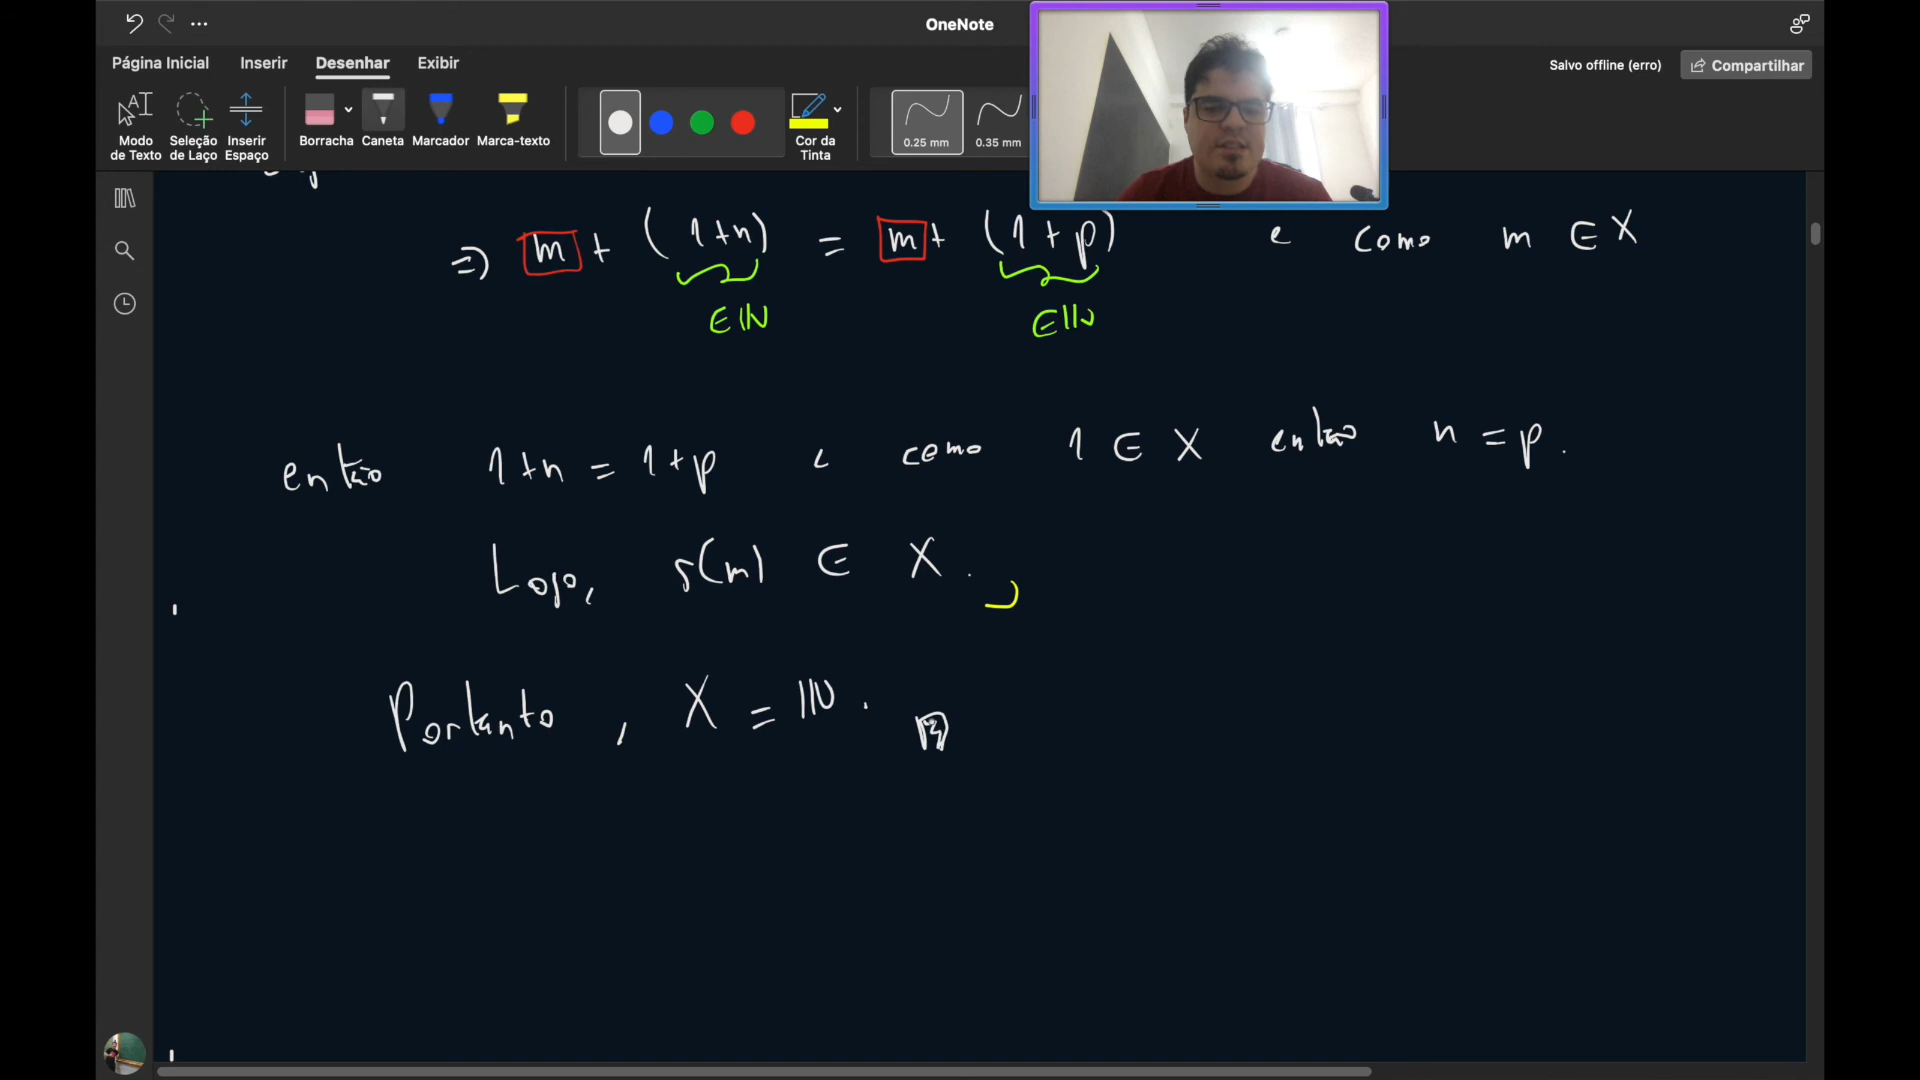 OneNote
Página Inicial Inserir Desenhar Exibir
Salvo offline (erro) Compartilhar
Modo de Texto Seleção de Laço Inserir Espaço Borracha Caneta Marcador Marca-texto Cor da Tinta 0.25 mm 0.35 mm
=> m + (1+n) = m + (1+p) e como m ∈ X
∈ℕ ∈ℕ
então 1+n = 1+p e como 1 ∈ X então n = p.
Logo, s(m) ∈ X.
Portanto, X = ℕ.